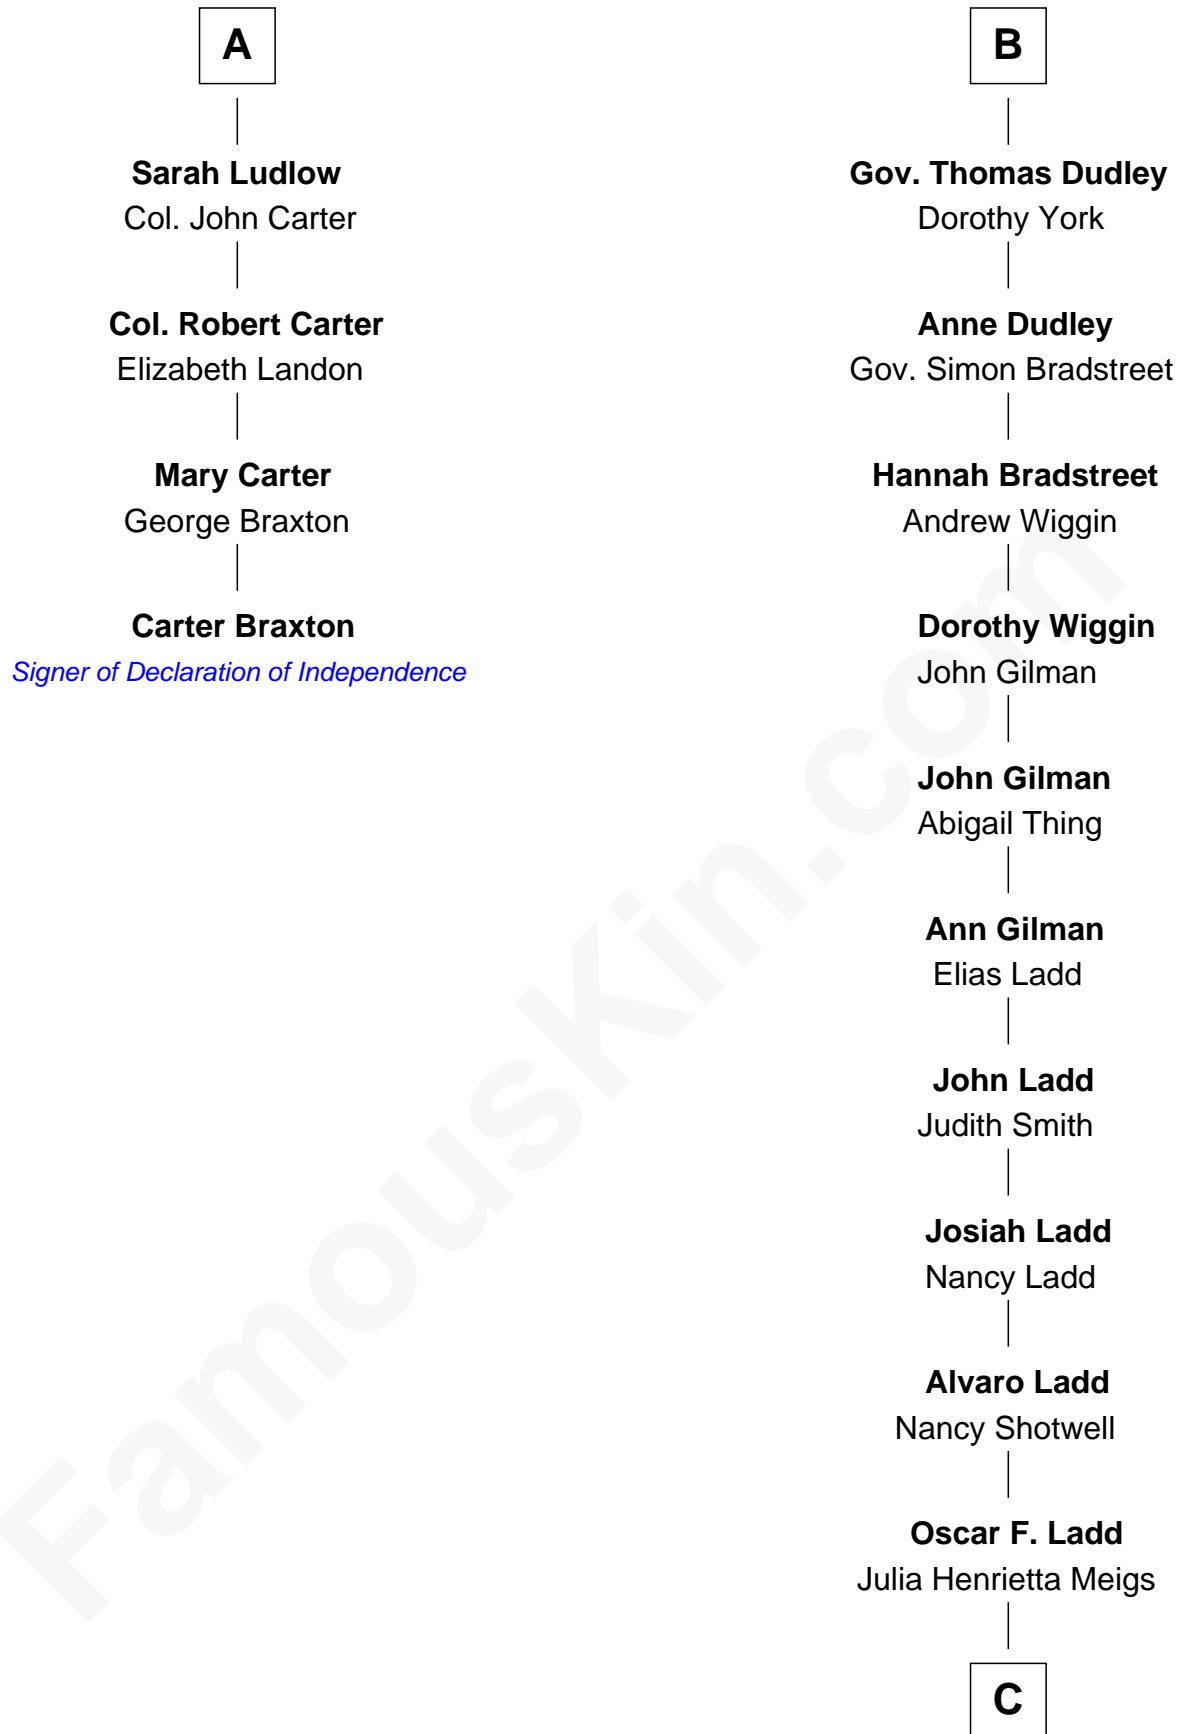 A
Sarah Ludlow
Col. John Carter
Col. Robert Carter
Elizabeth Landon
Mary Carter
George Braxton
Carter Braxton
Signer of Declaration of Independence
B
Gov. Thomas Dudley
Dorothy York
Anne Dudley
Gov. Simon Bradstreet
Hannah Bradstreet
Andrew Wiggin
Dorothy Wiggin
John Gilman
John Gilman
Abigail Thing
Ann Gilman
Elias Ladd
John Ladd
Judith Smith
Josiah Ladd
Nancy Ladd
Alvaro Ladd
Nancy Shotwell
Oscar F. Ladd
Julia Henrietta Meigs
C
FamousKin.com